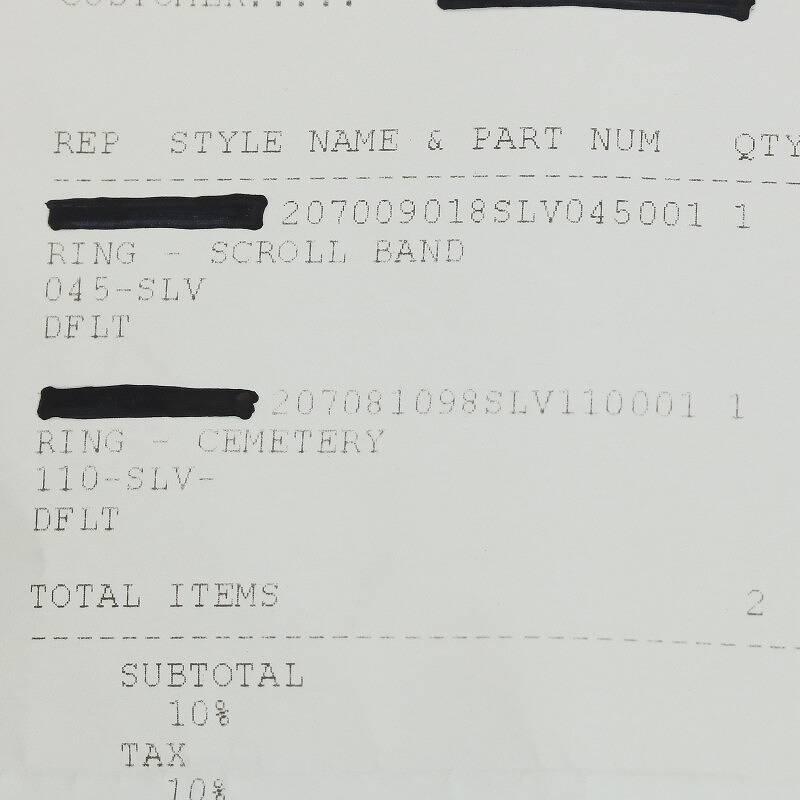 CUSTOMER.....
REP STYLE NAME & PART NUM QTY
207009018SLV045001 1
RING - SCROLL BAND
045-SLV
DFLT
207081098SLV110001 1
RING - CEMETERY
110-SLV-
DFLT
TOTAL ITEMS 2
SUBTOTAL
10%
TAX
10%